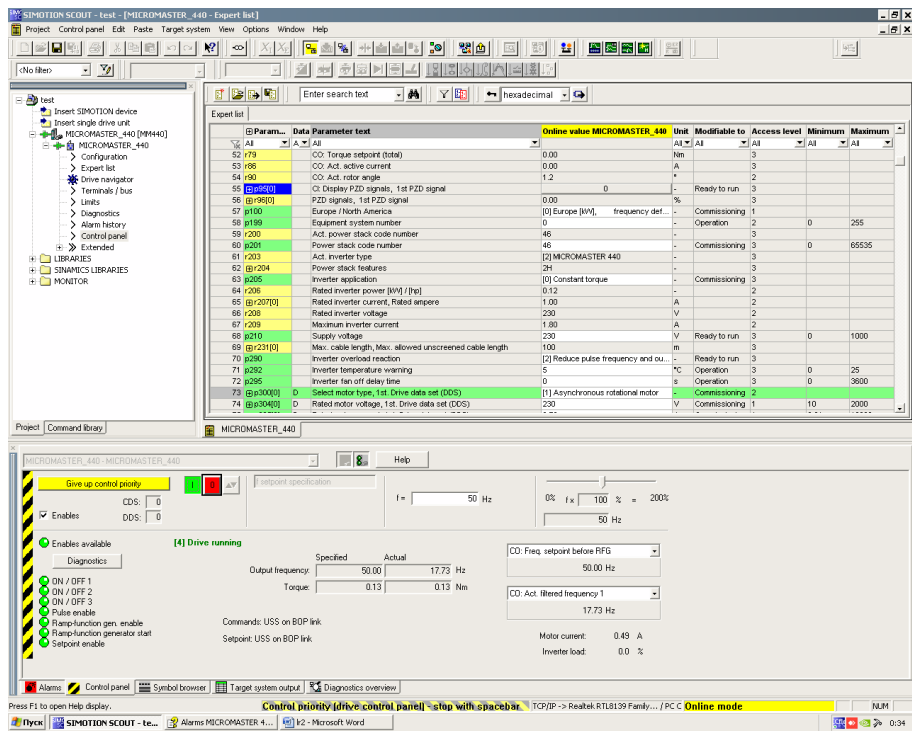 SIMOTION SCOUT - test - [MICROMASTER_440 - Expert list]
Project Control panel Edit Paste Target system View Options Window Help
<No filter>
Enter search text hexadecimal
test
Insert SIMOTION device
Insert single drive unit
MICROMASTER_440 [MM440]
MICROMASTER_440
Configuration
Expert list
Drive navigator
Terminals / bus
Limits
Diagnostics
Alarm history
Control panel
Extended
LIBRARIES
SINAMICS LIBRARIES
MONITOR
Project Command library
Expert list
Param... Data Parameter text Online value MICROMASTER_440 Unit Modifiable to Access level Minimum Maximum
All A All All All All All All All
52 r79 CO: Torque setpoint (total) 0.00 Nm 3
53 r86 CO: Act. active current 0.00 A 3
54 r90 CO: Act. rotor angle 1.2 ° 2
55 p95[0] CI: Display PZD signals, 1st PZD signal 0 - Ready to run 3
56 r96[0] PZD signals, 1st PZD signal 0.00 % 3
57 p100 Europe / North America [0] Europe [kW], frequency def... - Commissioning 1
58 p199 Equipment system number 0 - Operation 2 0 255
59 r200 Act. power stack code number 46 - 3
60 p201 Power stack code number 46 - Commissioning 3 0 65535
61 r203 Act. inverter type [2] MICROMASTER 440 - 3
62 r204 Power stack features 2H - 3
63 p205 Inverter application [0] Constant torque - Commissioning 3
64 r206 Rated inverter power [kW] / [hp] 0.12 - 2
65 r207[0] Rated inverter current, Rated ampere 1.00 A 2
66 r208 Rated inverter voltage 230 V 2
67 r209 Maximum inverter current 1.80 A 2
68 p210 Supply voltage 230 V Ready to run 3 0 1000
69 r231[0] Max. cable length, Max. allowed unscreened cable length 100 m 3
70 p290 Inverter overload reaction [2] Reduce pulse frequency and ou... - Ready to run 3
71 p292 Inverter temperature warning 5 °C Operation 3 0 25
72 p295 Inverter fan off delay time 0 s Operation 3 0 3600
73 p300[0] D Select motor type, 1st. Drive data set (DDS) [1] Asynchronous rotational motor - Commissioning 2
74 p304[0] D Rated motor voltage, 1st. Drive data set (DDS) 230 V Commissioning 1 10 2000
MICROMASTER_440
MICROMASTER_440 - MICROMASTER_440 Help
Give up control priority
I 0 f setpoint specification
CDS: 0
Enables DDS: 0
f = 50 Hz
0% f x 100 % = 200%
50 Hz
Enables available
[4] Drive running
Diagnostics
Specified Actual
Output frequency: 50.00 17.73 Hz
Torque: 0.13 0.13 Nm
ON / OFF 1
ON / OFF 2
ON / OFF 3
Pulse enable
Ramp-function gen. enable
Ramp-function generator start
Setpoint enable
Commands: USS on BOP link
Setpoint: USS on BOP link
CO: Freq. setpoint before RFG
50.00 Hz
CO: Act. filtered frequency 1
17.73 Hz
Motor current: 0.49 A
Inverter load: 0.0 %
Alarms Control panel Symbol browser Target system output Diagnostics overview
Press F1 to open Help display. Control priority [drive control panel] - stop with spacebar TCP/IP -> Realtek RTL8139 Family... / PC C Online mode NUM
Пуск SIMOTION SCOUT - te... Alarms MICROMASTER 4... lr2 - Microsoft Word 0:34